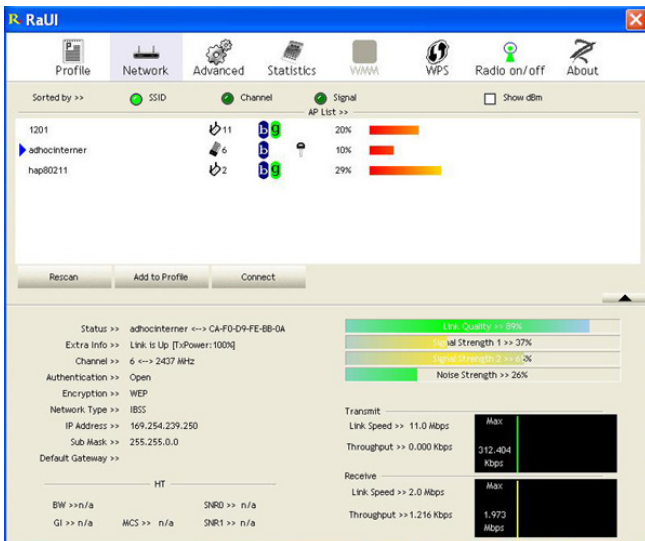 R RaUI
Profile Network Advanced Statistics WMM WPS Radio on/off About
Sorted by >> SSID Channel Signal Show dBm
AP List >>
1201 11 b g 20%
adhocinterner 6 b 10%
hap80211 2 b g 29%
Rescan Add to Profile Connect
Status >> adhocinterner <--> CA-F0-D9-FE-BB-0A
Extra Info >> Link is Up [TxPower:100%]
Channel >> 6 <--> 2437 MHz
Authentication >> Open
Encryption >> WEP
Network Type >> IBSS
IP Address >> 169.254.239.250
Sub Mask >> 255.255.0.0
Default Gateway >>
HT
BW >>n/a SNR0 >> n/a
GI >> n/a MCS >> n/a SNR1 >> n/a
Link Quality >> 89%
Signal Strength 1 >> 37%
Signal Strength 2 >>
Noise Strength >> 26%
Transmit
Link Speed >> 11.0 Mbps
Throughput >> 0.000 Kbps
Max
312.404
Kbps
Receive
Link Speed >> 2.0 Mbps
Throughput >> 1.216 Kbps
Max
1.973
Mbps